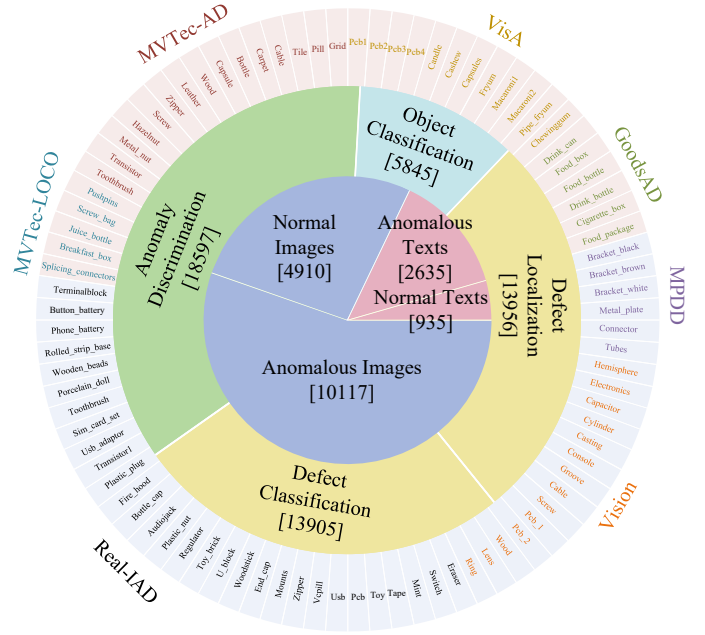 MVTec-AD
VisA
GoodsAD
MPDD
Vision
Real-IAD
MVTec-LOCO
Grid
Pill
Tile
Cable
Carpet
Bottle
Capsule
Wood
Leather
Zipper
Screw
Hazelnut
Metal_nut
Transistor
Toothbrush
Pushpins
Screw_bag
Juice_bottle
Breakfast_box
Splicing_connectors
Pcb1
Pcb2
Pcb3
Pcb4
Candle
Cashew
Capsules
Fryum
Macaroni1
Macaroni2
Pipe_fryum
Chewinggum
Drink_can
Food_box
Food_bottle
Drink_bottle
Cigarette_box
Food_package
Bracket_black
Bracket_brown
Bracket_white
Metal_plate
Connector
Tubes
Hemisphere
Electronics
Capacitor
Cylinder
Casting
Console
Groove
Cable
Screw
Pcb_1
Pcb_2
Wood
Lens
Ring
Eraser
Switch
Mint
Tape
Toy
Pcb
Usb
Vcpill
Zipper
Mounts
End_cap
Woodstick
U_block
Toy_brick
Regulator
Plastic_nut
Audiojack
Bottle_cap
Fire_hood
Plastic_plug
Transistor1
Usb_adaptor
Sim_card_set
Toothbrush
Porcelain_doll
Wooden_beads
Rolled_strip_base
Phone_battery
Button_battery
Terminalblock
Anomaly
Discrimination
[18597]
Object
Classification
[5845]
Defect
Localization
[13956]
Defect
Classification
[13905]
Normal
Images
[4910]
Anomalous
Texts
[2635]
Normal Texts
[935]
Anomalous Images
[10117]